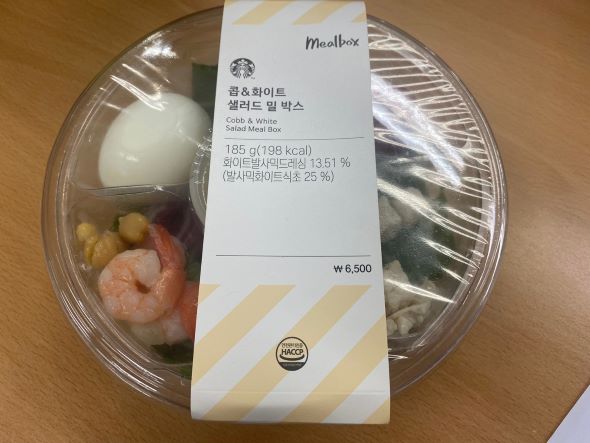 Mealbox
콥&화이트
샐러드 밀 박스
Cobb & White
Salad Meal Box
185 g(198 kcal)
화이트발사믹드레싱 13.51 %
(발사믹화이트식초 25 %)
₩ 6,500
HACCP